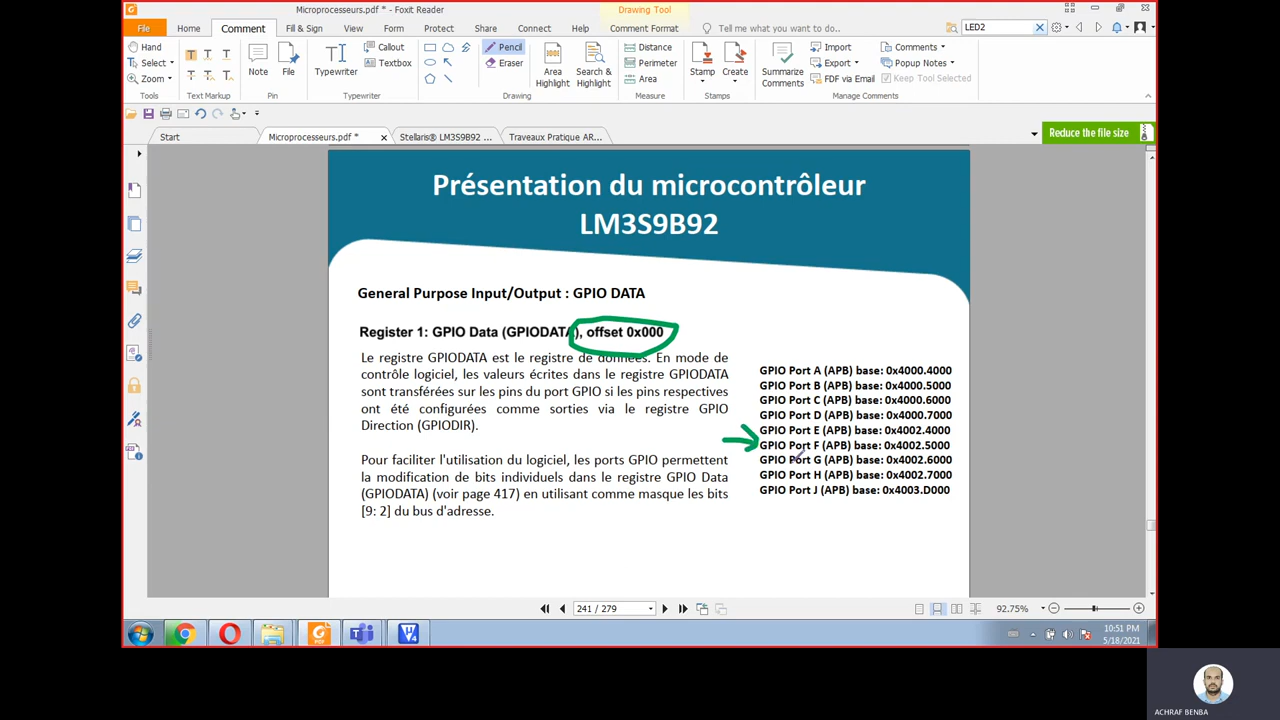 Microprocesseurs.pdf * - Foxit Reader
Drawing Tool
File Home Comment Fill & Sign View Form Protect Share Connect Help Comment Format Tell me what you want to do.. LED2
Hand
Select
Zoom
Tools
Text Markup
Note
File
Pin
Typewriter
Callout
Textbox
Typewriter
Pencil
Eraser
Drawing
Area Highlight
Search & Highlight
Distance
Perimeter
Area
Measure
Stamp
Create
Stamps
Summarize Comments
Import
Export
FDF via Email
Comments
Popup Notes
Keep Tool Selected
Manage Comments
Start
Microprocesseurs.pdf *
Stellaris® LM3S9B92 ...
Traveaux Pratique AR...
Reduce the file size
Présentation du microcontrôleur
LM3S9B92
General Purpose Input/Output : GPIO DATA
Register 1: GPIO Data (GPIODATA), offset 0x000
Le registre GPIODATA est le registre de données. En mode de
contrôle logiciel, les valeurs écrites dans le registre GPIODATA
sont transférées sur les pins du port GPIO si les pins respectives
ont été configurées comme sorties via le registre GPIO
Direction (GPIODIR).
Pour faciliter l'utilisation du logiciel, les ports GPIO permettent
la modification de bits individuels dans le registre GPIO Data
(GPIODATA) (voir page 417) en utilisant comme masque les bits
[9: 2] du bus d'adresse.
GPIO Port A (APB) base: 0x4000.4000
GPIO Port B (APB) base: 0x4000.5000
GPIO Port C (APB) base: 0x4000.6000
GPIO Port D (APB) base: 0x4000.7000
GPIO Port E (APB) base: 0x4002.4000
GPIO Port F (APB) base: 0x4002.5000
GPIO Port G (APB) base: 0x4002.6000
GPIO Port H (APB) base: 0x4002.7000
GPIO Port J (APB) base: 0x4003.D000
241 / 279
92.75%
10:51 PM
5/18/2021
ACHRAF BENBA